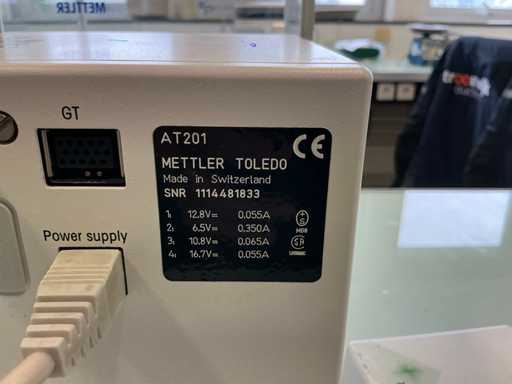 METTLER
GT
AT201
CE
METTLER TOLEDO
Made in Switzerland
SNR 1114481833
1: 12.8V⎓ 0.055A
2: 6.5V⎓ 0.350A
3: 10.8V⎓ 0.065A
4: 16.7V⎓ 0.055A
Power supply